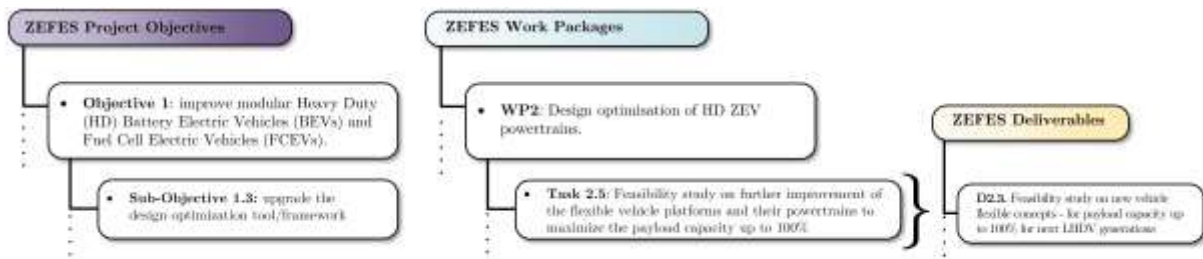 ZEFES Project Objectives
• Objective 1: improve modular Heavy Duty
(HD) Battery Electric Vehicles (BEVs) and
Fuel Cell Electric Vehicles (FCEVs).
• Sub-Objective 1.3: upgrade the
design optimization tool/framework
ZEFES Work Packages
• WP2: Design optimisation of HD ZEV
powertrains.
• Task 2.5: Feasibility study on further improvement of
the flexible vehicle platforms and their powertrains to
maximize the payload capacity up to 100%
ZEFES Deliverables
D2.3. Feasibility study on new vehicle
flexible concepts - for payload capacity up
to 100% for next LHDV generations